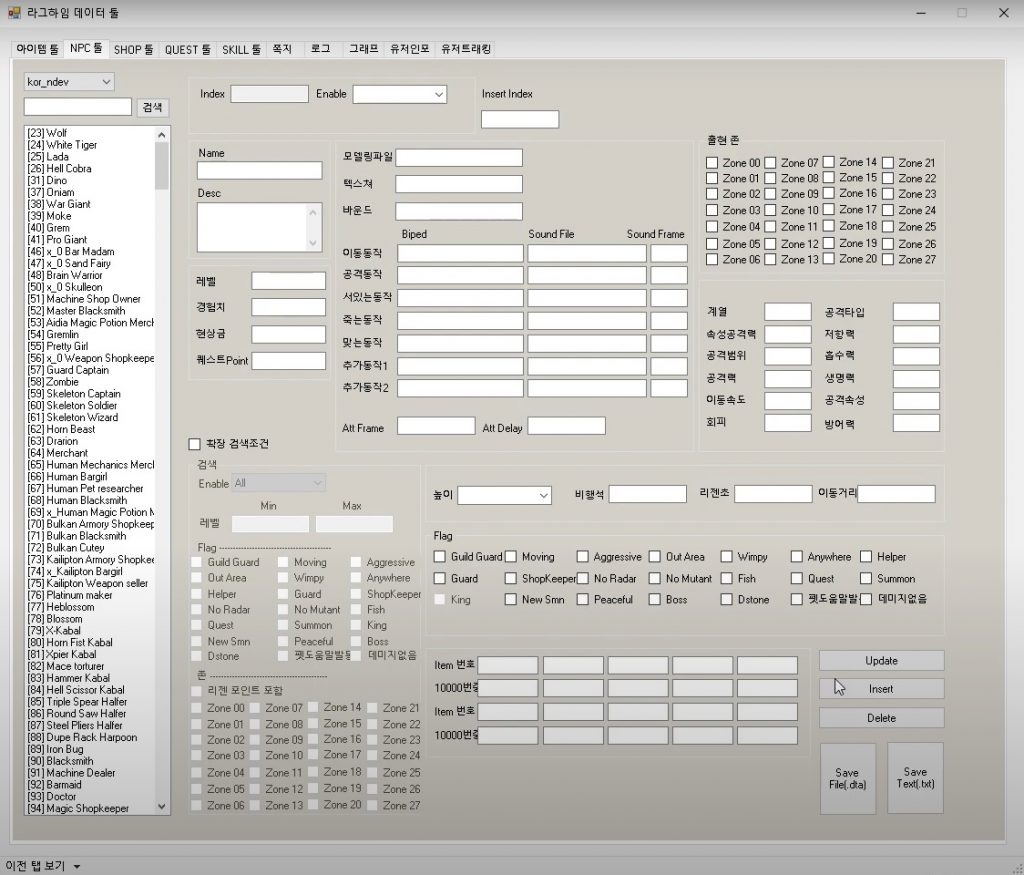 라그하임 데이터 툴
아이템 툴 NPC 툴 SHOP 툴 QUEST 툴 SKILL 툴 쪽지 로그 그래프 유저인포 유저트래킹
kor_ndev
검색
[23] Wolf
[24] White Tiger
[25] Lada
[26] Hell Cobra
[31] Dino
[37] Oniam
[38] War Giant
[39] Moke
[40] Grem
[41] Pro Giant
[46] x_0 Bar Madam
[47] x_0 Sand Fairy
[48] Brain Warrior
[50] x_0 Skulleon
[51] Machine Shop Owner
[52] Master Blacksmith
[53] Aidia Magic Potion Merch
[54] Gremlin
[55] Pretty Girl
[56] x_0 Weapon Shopkeepe
[57] Guard Captain
[58] Zombie
[59] Skeleton Captain
[60] Skeleton Soldier
[61] Skeleton Wizard
[62] Horn Beast
[63] Drarion
[64] Merchant
[65] Human Mechanics Mercl
[66] Human Bargirl
[67] Human Pet researcher
[68] Human Blacksmith
[69] x_Human Magic Potion M
[70] Bulkan Armory Shopkeep
[71] Bulkan Blacksmith
[72] Bulkan Cutey
[73] Kailipton Armory Shopkee
[74] x_Kailipton Bargirl
[75] Kailipton Weapon seller
[76] Platinum maker
[77] Heblossom
[78] Blosom
[79] X-Kabal
[80] Horn Fist Kabal
[81] Xpier Kabal
[82] Mace torturer
[83] Hammer Kabal
[84] Hell Scissor Kabal
[85] Triple Spear Halfer
[86] Round Saw Halfer
[87] Steel Pliers Halfer
[88] Dupe Rack Harpoon
[89] Iron Bug
[90] Blacksmith
[91] Machine Dealer
[92] Barmaid
[93] Doctor
[94] Magic Shopkeeper
Index Enable Insert Index
Name
Desc
레벨
경험치
현상금
퀘스트Point
모델링파일
텍스쳐
바운드
Biped Sound File Sound Frame
이동동작
공격동작
서있는동작
죽는동작
맞는동작
추가동작1
추가동작2
Att Frame Att Delay
출현 존
Zone 00 Zone 07 Zone 14 Zone 21
Zone 01 Zone 08 Zone 15 Zone 22
Zone 02 Zone 09 Zone 16 Zone 23
Zone 03 Zone 10 Zone 17 Zone 24
Zone 04 Zone 11 Zone 18 Zone 25
Zone 05 Zone 12 Zone 19 Zone 26
Zone 06 Zone 13 Zone 20 Zone 27
계열 공격타입
속성공격력 저항력
공격범위 흡수력
공격력 생명력
이동속도 공격속성
회피 방어력
확장 검색조건
검색
Enable All
Min Max
레벨
Flag
Guild Guard Moving Aggressive
Out Area Wimpy Anywhere
Helper Guard ShopKeeper
No Radar No Mutant Fish
Quest Summon King
New Smn Peaceful Boss
Dstone 펫도움말발동 데미지없음
존
리젠 포인트 포함
Zone 00 Zone 07 Zone 14 Zone 21
Zone 01 Zone 08 Zone 15 Zone 22
Zone 02 Zone 09 Zone 16 Zone 23
Zone 03 Zone 10 Zone 17 Zone 24
Zone 04 Zone 11 Zone 18 Zone 25
Zone 05 Zone 12 Zone 19 Zone 26
Zone 06 Zone 13 Zone 20 Zone 27
높이 비행석 리젠초 이동거리
Flag
Guild Guard Moving Aggressive Out Area Wimpy Anywhere Helper
Guard ShopKeeper No Radar No Mutant Fish Quest Summon
King New Smn Peaceful Boss Dstone 펫도움말발 데미지없음
Item 번호
10000번중
Item 번호
10000번중
Update
Insert
Delete
Save File(.dta)
Save Text(.txt)
이전 탭 보기